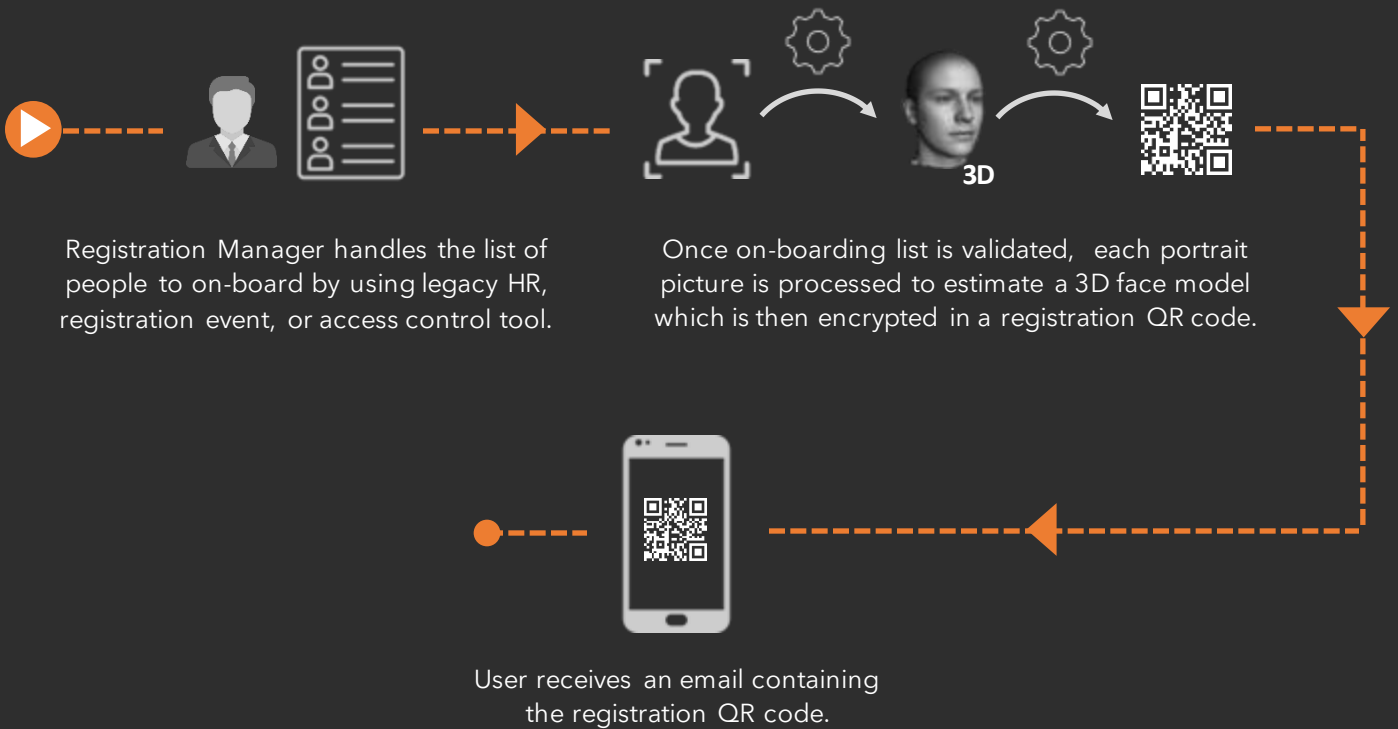 3D
Registration Manager handles the list of
people to on-board by using legacy HR,
registration event, or access control tool.
Once on-boarding list is validated, each portrait
picture is processed to estimate a 3D face model
which is then encrypted in a registration QR code.
User receives an email containing
the registration QR code.